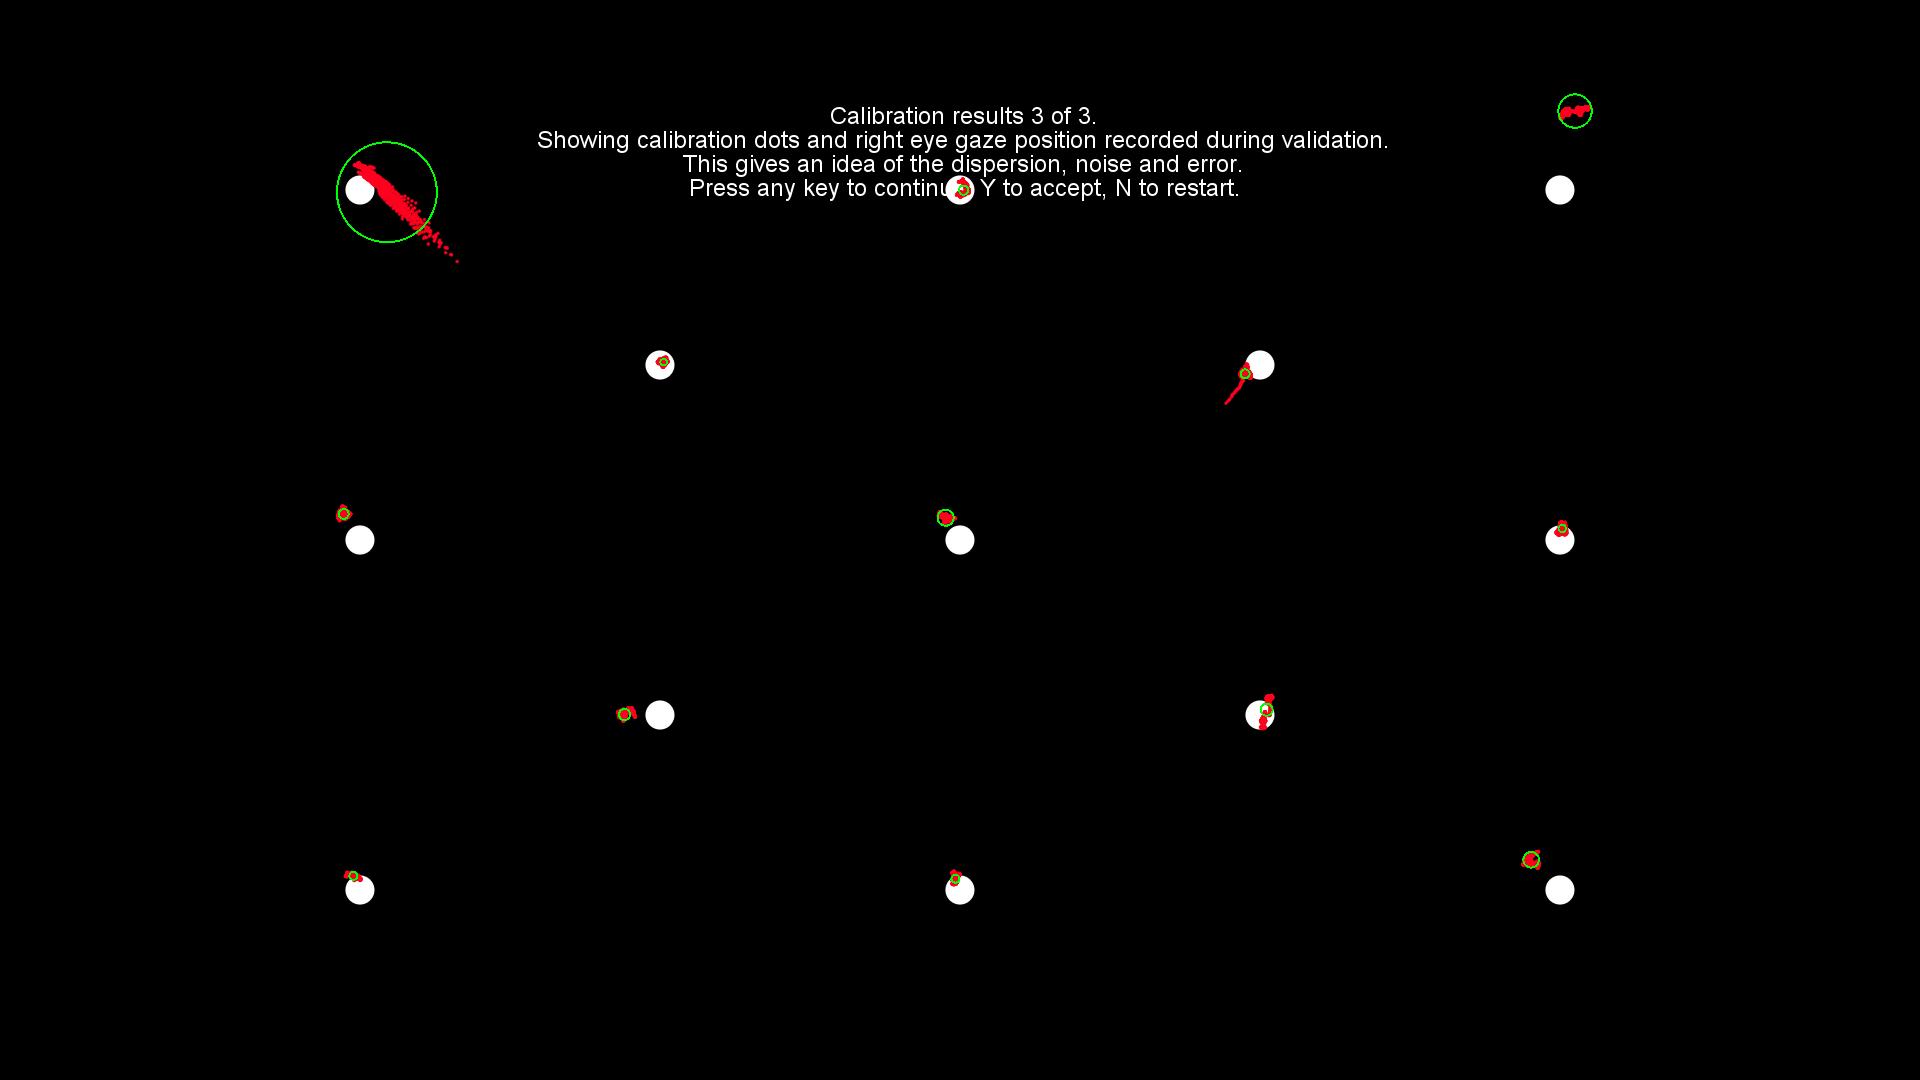 Calibration results 3 of 3.
Showing calibration dots and right eye gaze position recorded during validation.
This gives an idea of the dispersion, noise and error.
Press any key to continu Y to accept, N to restart.